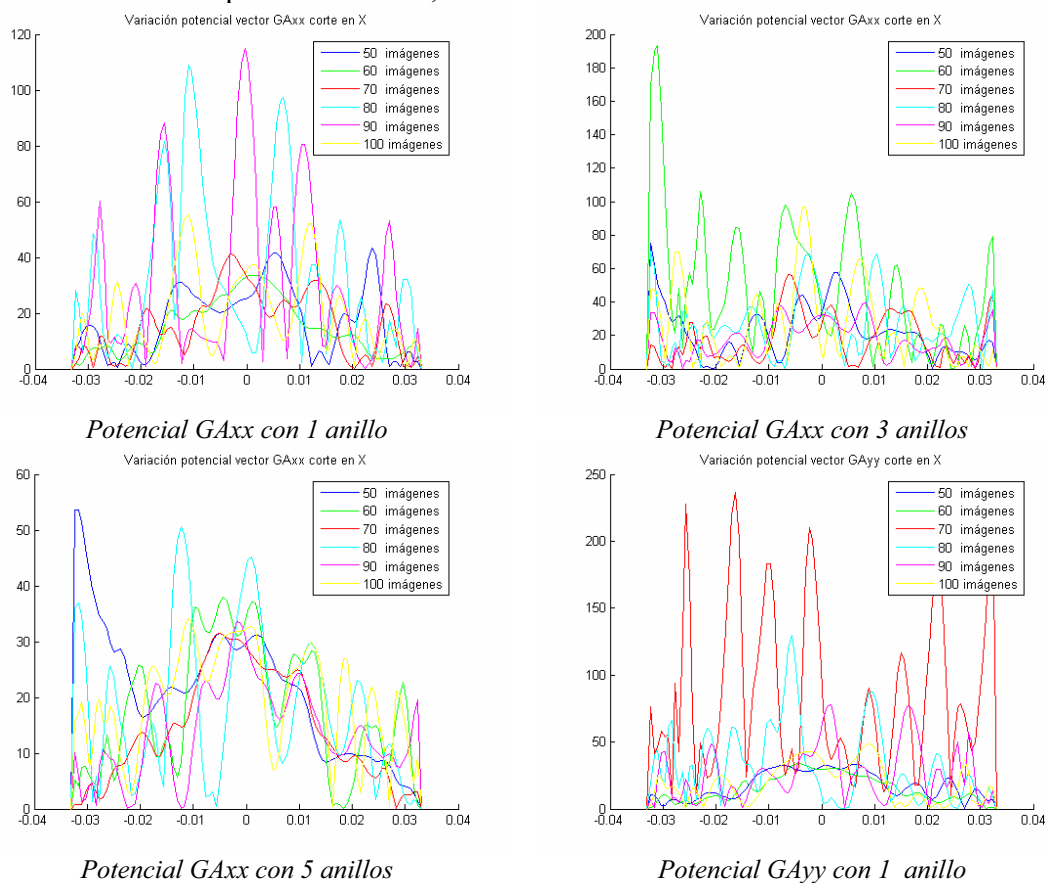 Variación potencial vector GAxx corte en X
120
100
80
60
40
20
0
-0.04 -0.03 -0.02 -0.01 0 0.01 0.02 0.03 0.04
50 imágenes
60 imágenes
70 imágenes
80 imágenes
90 imágenes
100 imágenes
Potencial GAxx con 1 anillo
Variación potencial vector GAxx corte en X
200
180
160
140
120
100
80
60
40
20
0
-0.04 -0.03 -0.02 -0.01 0 0.01 0.02 0.03 0.04
50 imágenes
60 imágenes
70 imágenes
80 imágenes
90 imágenes
100 imágenes
Potencial GAxx con 3 anillos
Variación potencial vector GAxx corte en X
60
50
40
30
20
10
0
-0.04 -0.03 -0.02 -0.01 0 0.01 0.02 0.03 0.04
50 imágenes
60 imágenes
70 imágenes
80 imágenes
90 imágenes
100 imágenes
Potencial GAxx con 5 anillos
Variación potencial vector GAyy corte en X
250
200
150
100
50
0
-0.04 -0.03 -0.02 -0.01 0 0.01 0.02 0.03 0.04
50 imágenes
60 imágenes
70 imágenes
80 imágenes
90 imágenes
100 imágenes
Potencial GAyy con 1 anillo